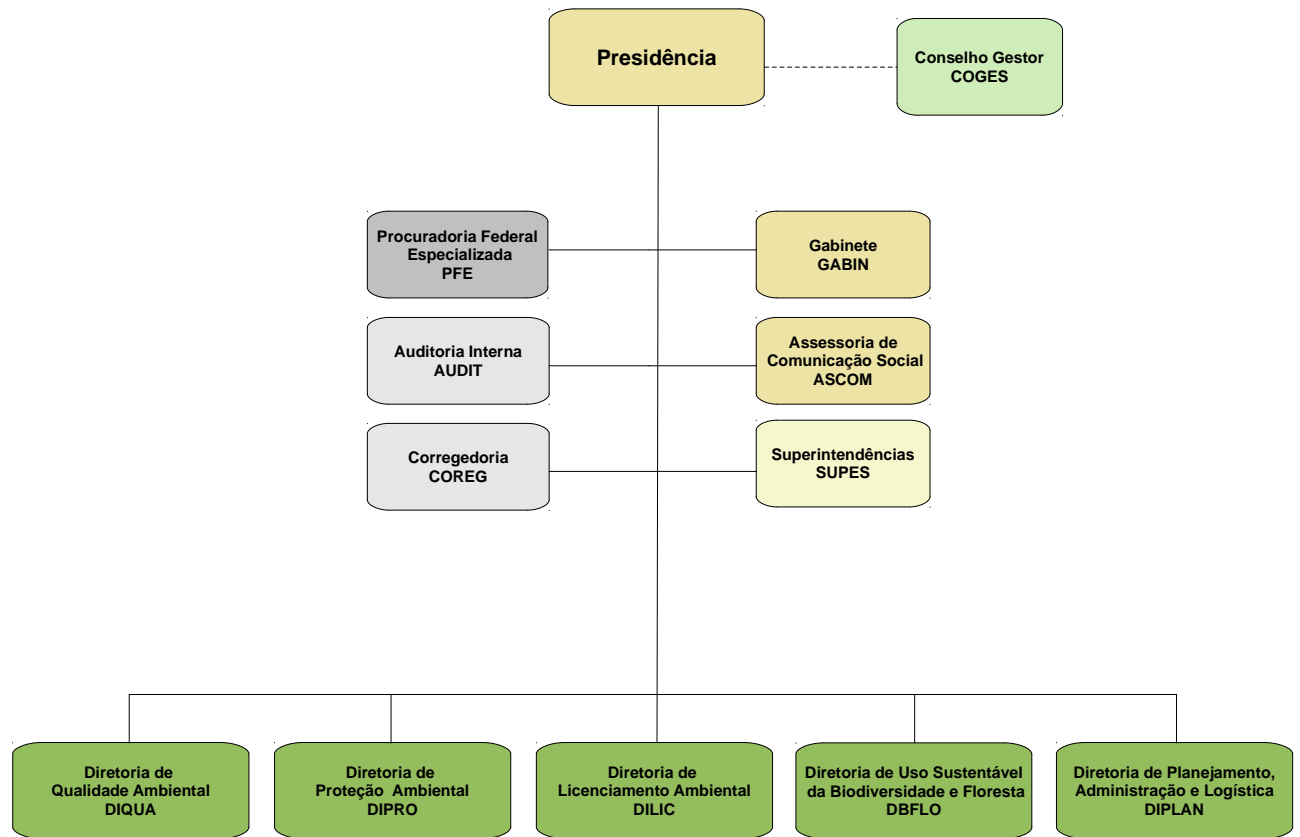 Presidência
Conselho Gestor
COGES
Procuradoria Federal
Especializada
PFE
Gabinete
GABIN
Auditoria Interna
AUDIT
Assessoria de
Comunicação Social
ASCOM
Corregedoria
COREG
Superintendências
SUPES
Diretoria de
Qualidade Ambiental
DIQUA
Diretoria de
Proteção Ambiental
DIPRO
Diretoria de
Licenciamento Ambiental
DILIC
Diretoria de Uso Sustentável
da Biodiversidade e Floresta
DBFLO
Diretoria de Planejamento,
Administração e Logística
DIPLAN